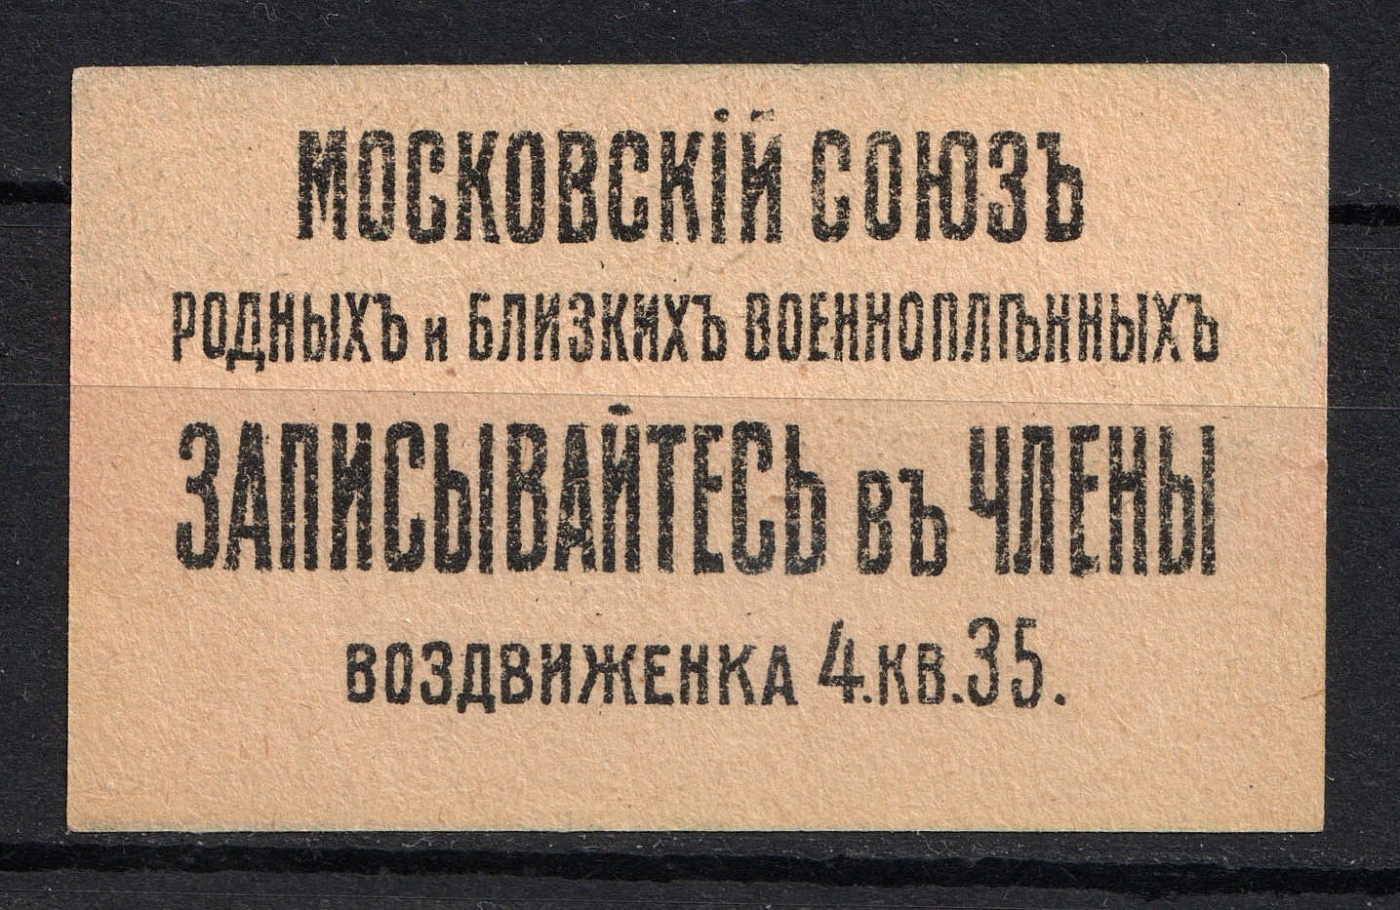 МОСКОВСКІЙ СОЮЗЪ
РОДНЫХЪ и БЛИЗКИХЪ ВОЕННОПЛѢННЫХЪ
ЗАПИСЫВАЙТЕСЬ ВЪ ЧЛЕНЫ
ВОЗДВИЖЕНКА 4.КВ.35.